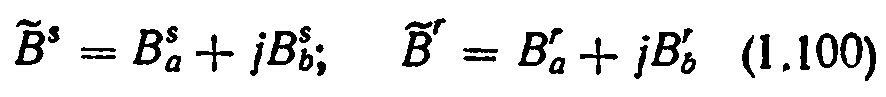 B̃ˢ = Bₐˢ + jB_bˢ; B̃ʳ = Bₐʳ + jB_bʳ (1.100)